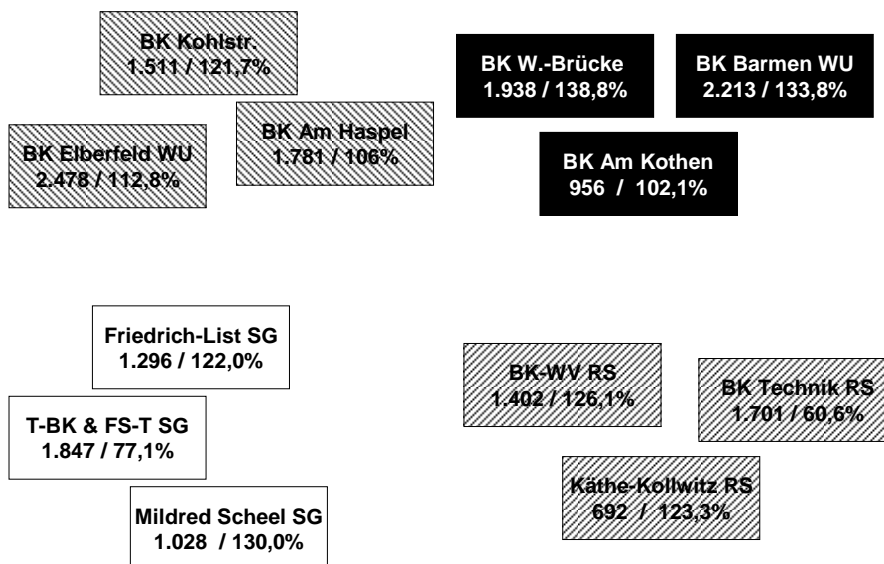 BK Kohlstr.
1.511 / 121,7%
BK Am Haspel
1.781 / 106%
BK Elberfeld WU
2.478 / 112,8%
BK W.-Brücke
1.938 / 138,8%
BK Barmen WU
2.213 / 133,8%
BK Am Kothen
956 / 102,1%
Friedrich-List SG
1.296 / 122,0%
T-BK & FS-T SG
1.847 / 77,1%
Mildred Scheel SG
1.028 / 130,0%
BK-WV RS
1.402 / 126,1%
BK Technik RS
1.701 / 60,6%
Käthe-Kollwitz RS
692 / 123,3%